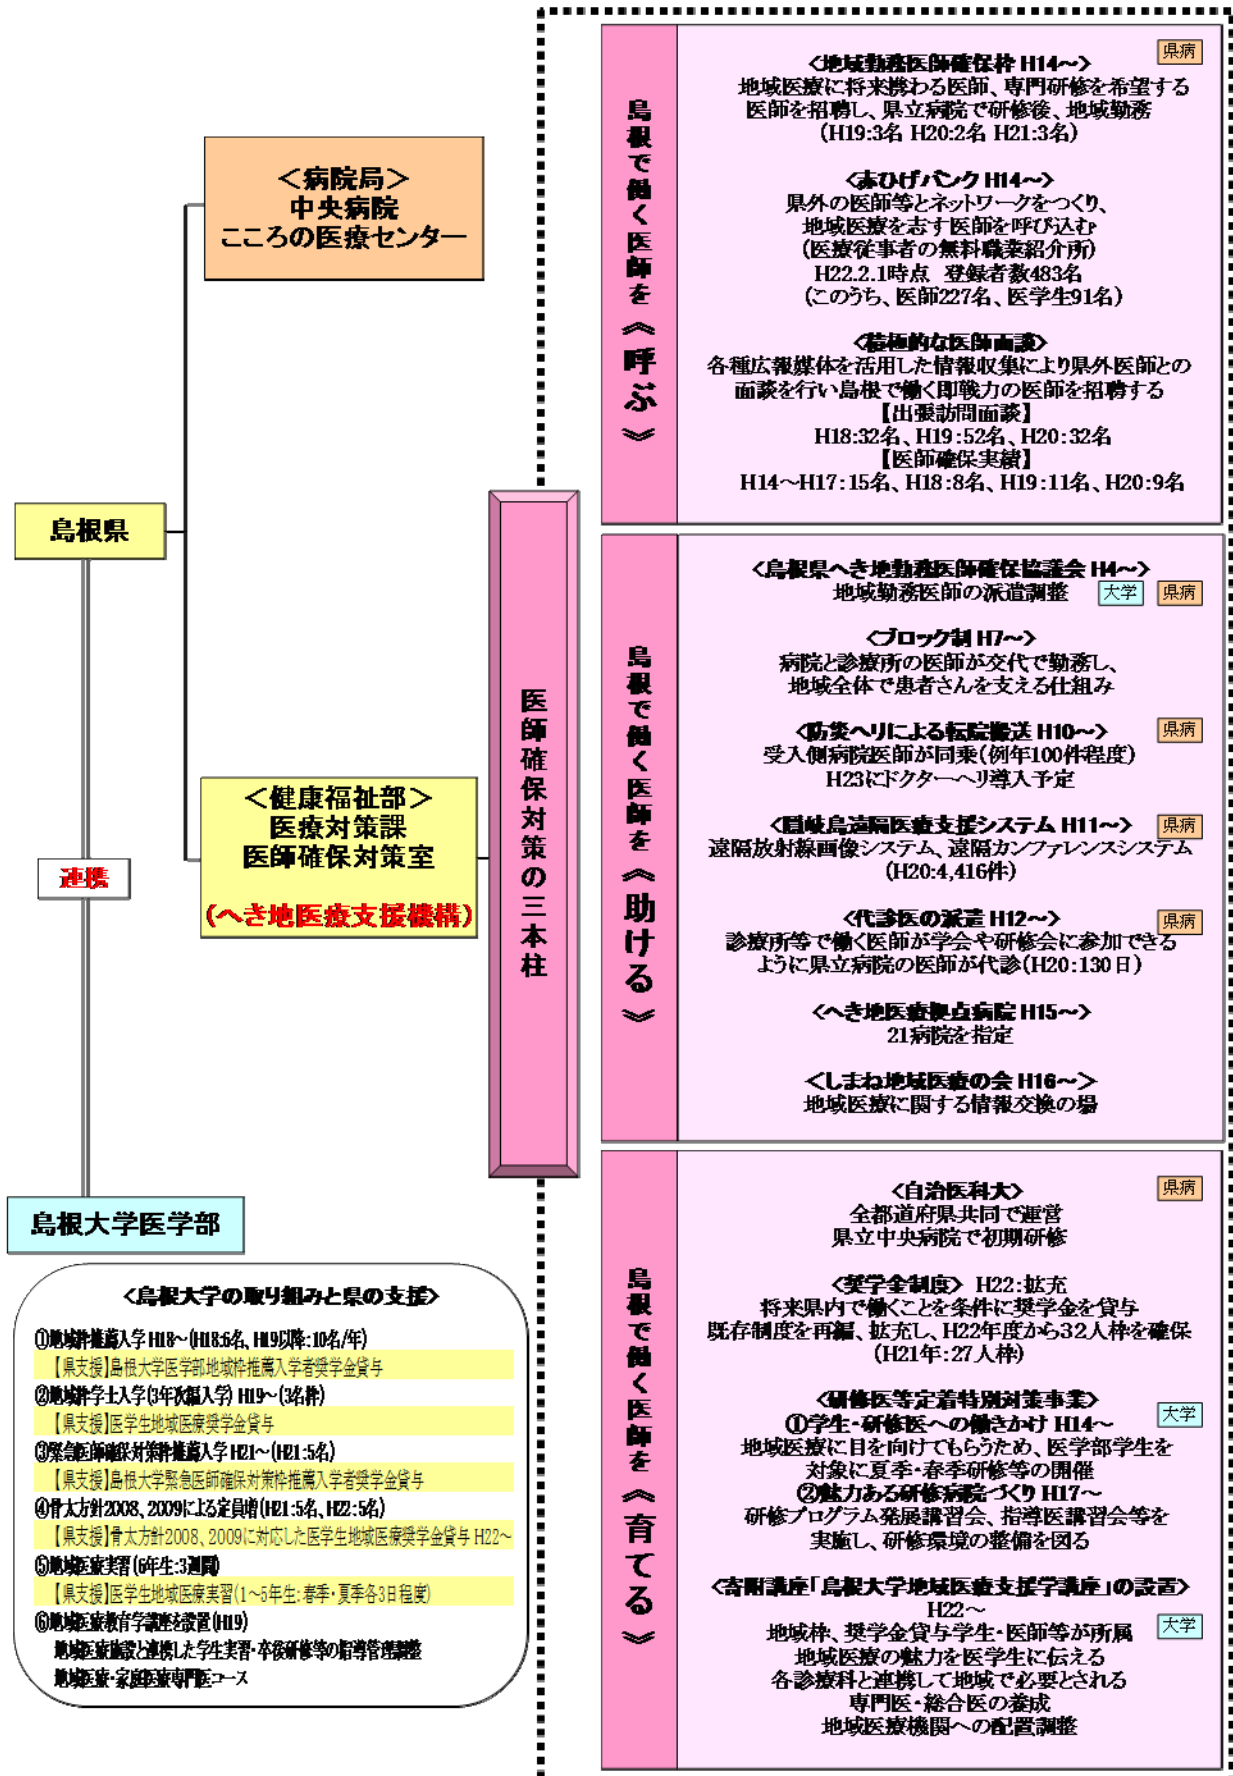 島根県
連携
島根大学医学部
<病院局>
中央病院
こころの医療センター
<健康福祉部>
医療対策課
医師確保対策室
(へき地医療支援機構)
医師確保対策の三本柱
<島根大学の取り組みと県の支援>
①地域枠推薦入学 H18~(H18:6名、H19以降:10名/年)
【県支援】島根大学医学部地域枠推薦入学者奨学金貸与
②地域枠学士入学(3年次編入学) H19~(3名枠)
【県支援】医学生地域医療奨学金貸与
③緊急医師確保対策枠推薦入学 H21~(H21:5名)
【県支援】島根大学緊急医師確保対策枠推薦入学者奨学金貸与
④骨太方針2008、2009による定員増(H21:5名、H22:5名)
【県支援】骨太方針2008、2009に対応した医学生地域医療奨学金貸与 H22~
⑤地域医療実習(6年生:3週間)
【県支援】医学生地域医療実習(1~5年生:春季・夏季各3日程度)
⑥地域医療教育学講座を設置(H19)
地域医療施設と連携した学生実習・卒後研修等の指導管理調整
地域医療・家庭医療専門医コース
島根で働く医師を《呼ぶ》
<地域勤務医師確保枠 H14~>
県病
地域医療に将来携わる医師、専門研修を希望する
医師を招聘し、県立病院で研修後、地域勤務
(H19:3名 H20:2名 H21:3名)
<赤ひげバンク H14~>
県外の医師等とネットワークをつくり、
地域医療を志す医師を呼び込む
(医療従事者の無料職業紹介所)
H22.2.1時点 登録者数483名
(このうち、医師227名、医学生91名)
<積極的な医師面談>
各種広報媒体を活用した情報収集により県外医師との
面談を行い島根で働く即戦力の医師を招聘する
【出張訪問面談】
H18:32名、H19:52名、H20:32名
【医師確保実績】
H14~H17:15名、H18:8名、H19:11名、H20:9名
島根で働く医師を《助ける》
<島根県へき地勤務医師確保協議会 H4~>
地域勤務医師の派遣調整
大学 県病
<ブロック制 H7~>
病院と診療所の医師が交代で勤務し、
地域全体で患者さんを支える仕組み
<防災ヘリによる転院搬送 H10~>
県病
受入側病院医師が同乗(例年100件程度)
H23にドクターヘリ導入予定
<隠岐島遠隔医療支援システム H11~>
県病
遠隔放射線画像システム、遠隔カンファレンスシステム
(H20:4,416件)
<代診医の派遣 H12~>
県病
診療所等で働く医師が学会や研修会に参加できる
ように県立病院の医師が代診(H20:130日)
<へき地医療拠点病院 H15~>
21病院を指定
<しまね地域医療の会 H16~>
地域医療に関する情報交換の場
島根で働く医師を《育てる》
<自治医科大>
県病
全都道府県共同で運営
県立中央病院で初期研修
<奨学金制度> H22:拡充
将来県内で働くことを条件に奨学金を貸与
既存制度を再編、拡充し、H22年度から32人枠を確保
(H21年:27人枠)
<研修医等定着特別対策事業>
①学生・研修医への働きかけ H14~
大学
地域医療に目を向けてもらうため、医学部学生を
対象に夏季・春季研修等の開催
②魅力ある研修病院づくり H17~
研修プログラム発展講習会、指導医講習会等を
実施し、研修環境の整備を図る
<寄附講座「島根大学地域医療支援学講座」の設置>
H22~
大学
地域枠、奨学金貸与学生・医師等が所属
地域医療の魅力を医学生に伝える
各診療科と連携して地域で必要とされる
専門医・総合医の養成
地域医療機関への配置調整